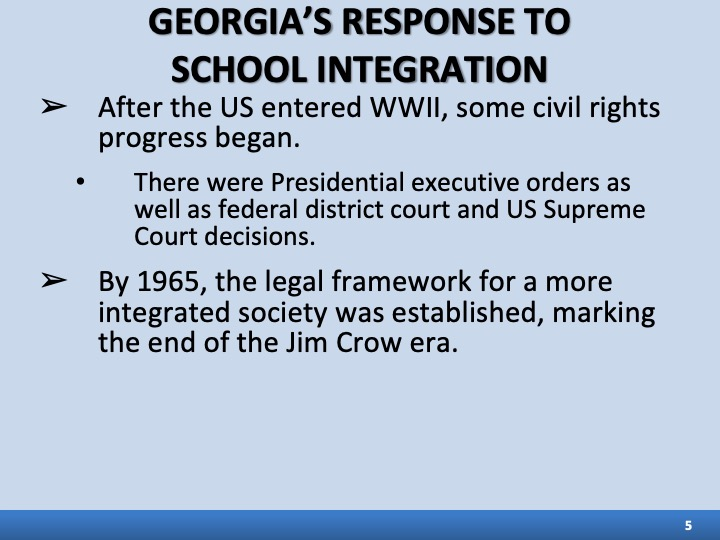 GEORGIA’S RESPONSE TO
SCHOOL INTEGRATION
➢ After the US entered WWII, some civil rights
progress began.
• There were Presidential executive orders as
well as federal district court and US Supreme
Court decisions.
➢ By 1965, the legal framework for a more
integrated society was established, marking
the end of the Jim Crow era.
5